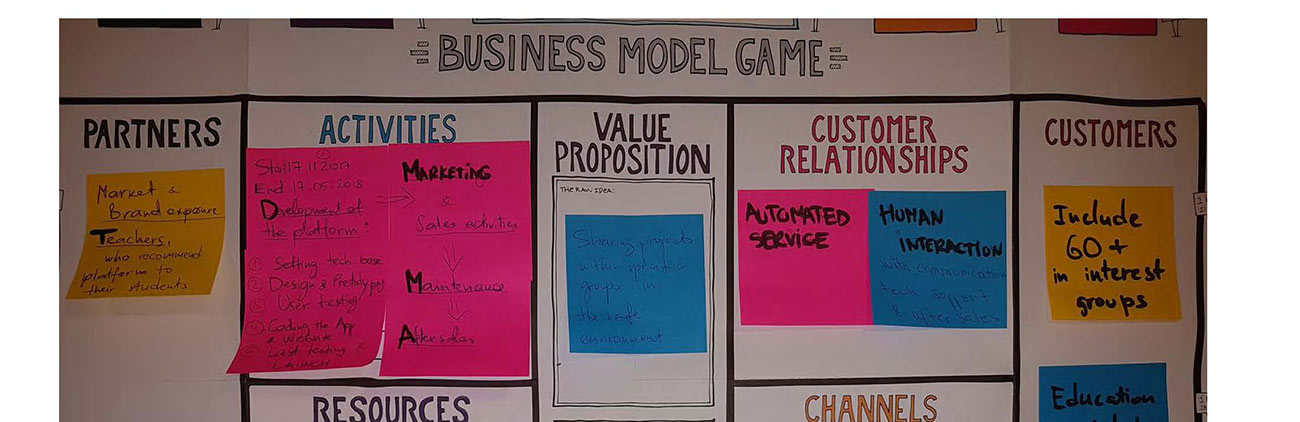 BUSINESS MODEL GAME
PARTNERS
Market &
Brand exposure
Teachers,
who recommend
platform to
their students
ACTIVITIES
①
Start 17 11 2017
End 17.05.2018
Development of
the platform:
① Setting tech base
② Design & Prototypes
③ User testing
④ Coding the App
& Website
Last testing &
LAUNCH
MARKETING
&
Sales activities
Maintenance
Aftersales
VALUE
PROPOSITION
THE RAW IDEA:
Sharing projects
with specific
groups in
the safe
environment
CUSTOMER
RELATIONSHIPS
AUTOMATED
SERVICE
HUMAN
INTERACTION
with communication
tech support
& after sales
CUSTOMERS
Include
60+
in interest
groups
Education
RESOURCES
CHANNELS